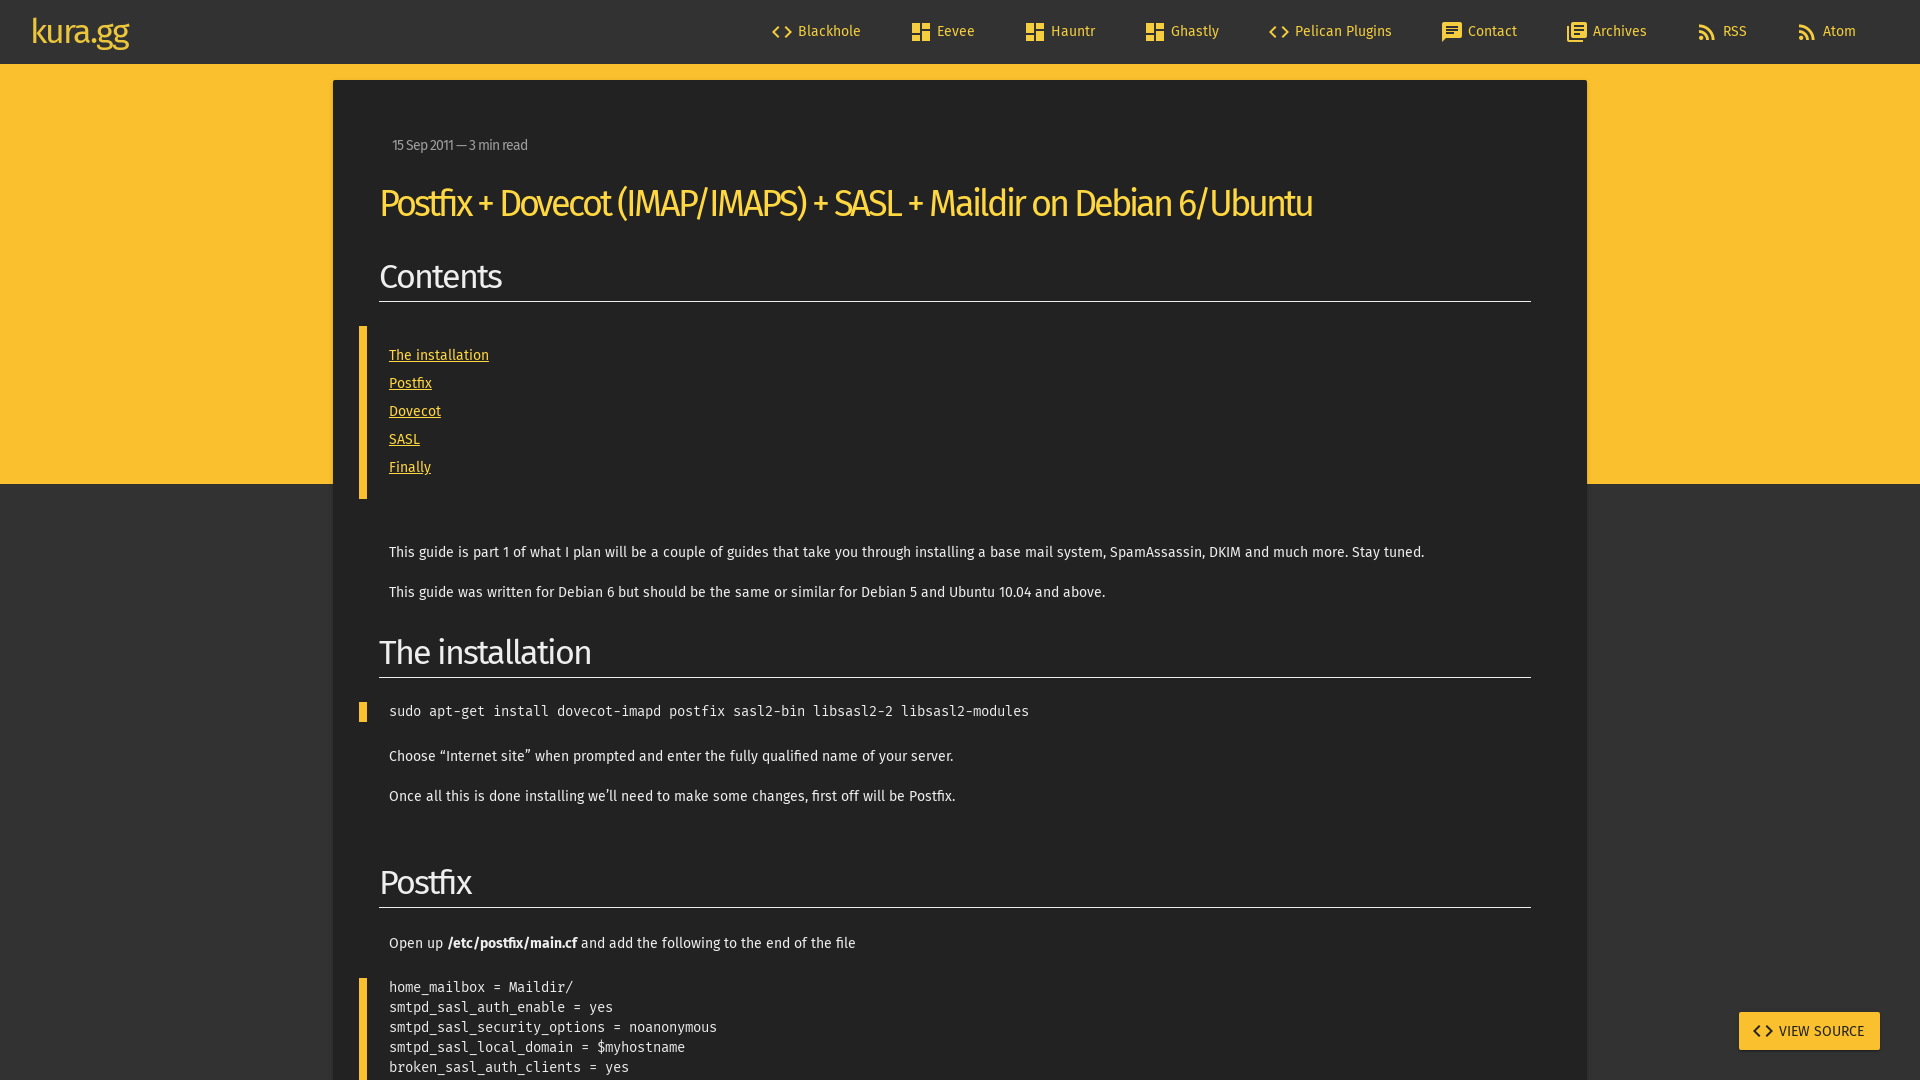 kura.gg
Blackhole
Eevee
Hauntr
Ghastly
Pelican Plugins
Contact
Archives
RSS
Atom
15 Sep 2011 — 3 min read
Postfix + Dovecot (IMAP/IMAPS) + SASL + Maildir on Debian 6/Ubuntu
Contents
The installation
Postfix
Dovecot
SASL
Finally
This guide is part 1 of what I plan will be a couple of guides that take you through installing a base mail system, SpamAssassin, DKIM and much more. Stay tuned.
This guide was written for Debian 6 but should be the same or similar for Debian 5 and Ubuntu 10.04 and above.
The installation
sudo apt-get install dovecot-imapd postfix sasl2-bin libsasl2-2 libsasl2-modules
Choose “Internet site” when prompted and enter the fully qualified name of your server.
Once all this is done installing we’ll need to make some changes, first off will be Postfix.
Postfix
Open up /etc/postfix/main.cf and add the following to the end of the file
home_mailbox = Maildir/
smtpd_sasl_auth_enable = yes
smtpd_sasl_security_options = noanonymous
smtpd_sasl_local_domain = $myhostname
broken_sasl_auth_clients = yes
VIEW SOURCE